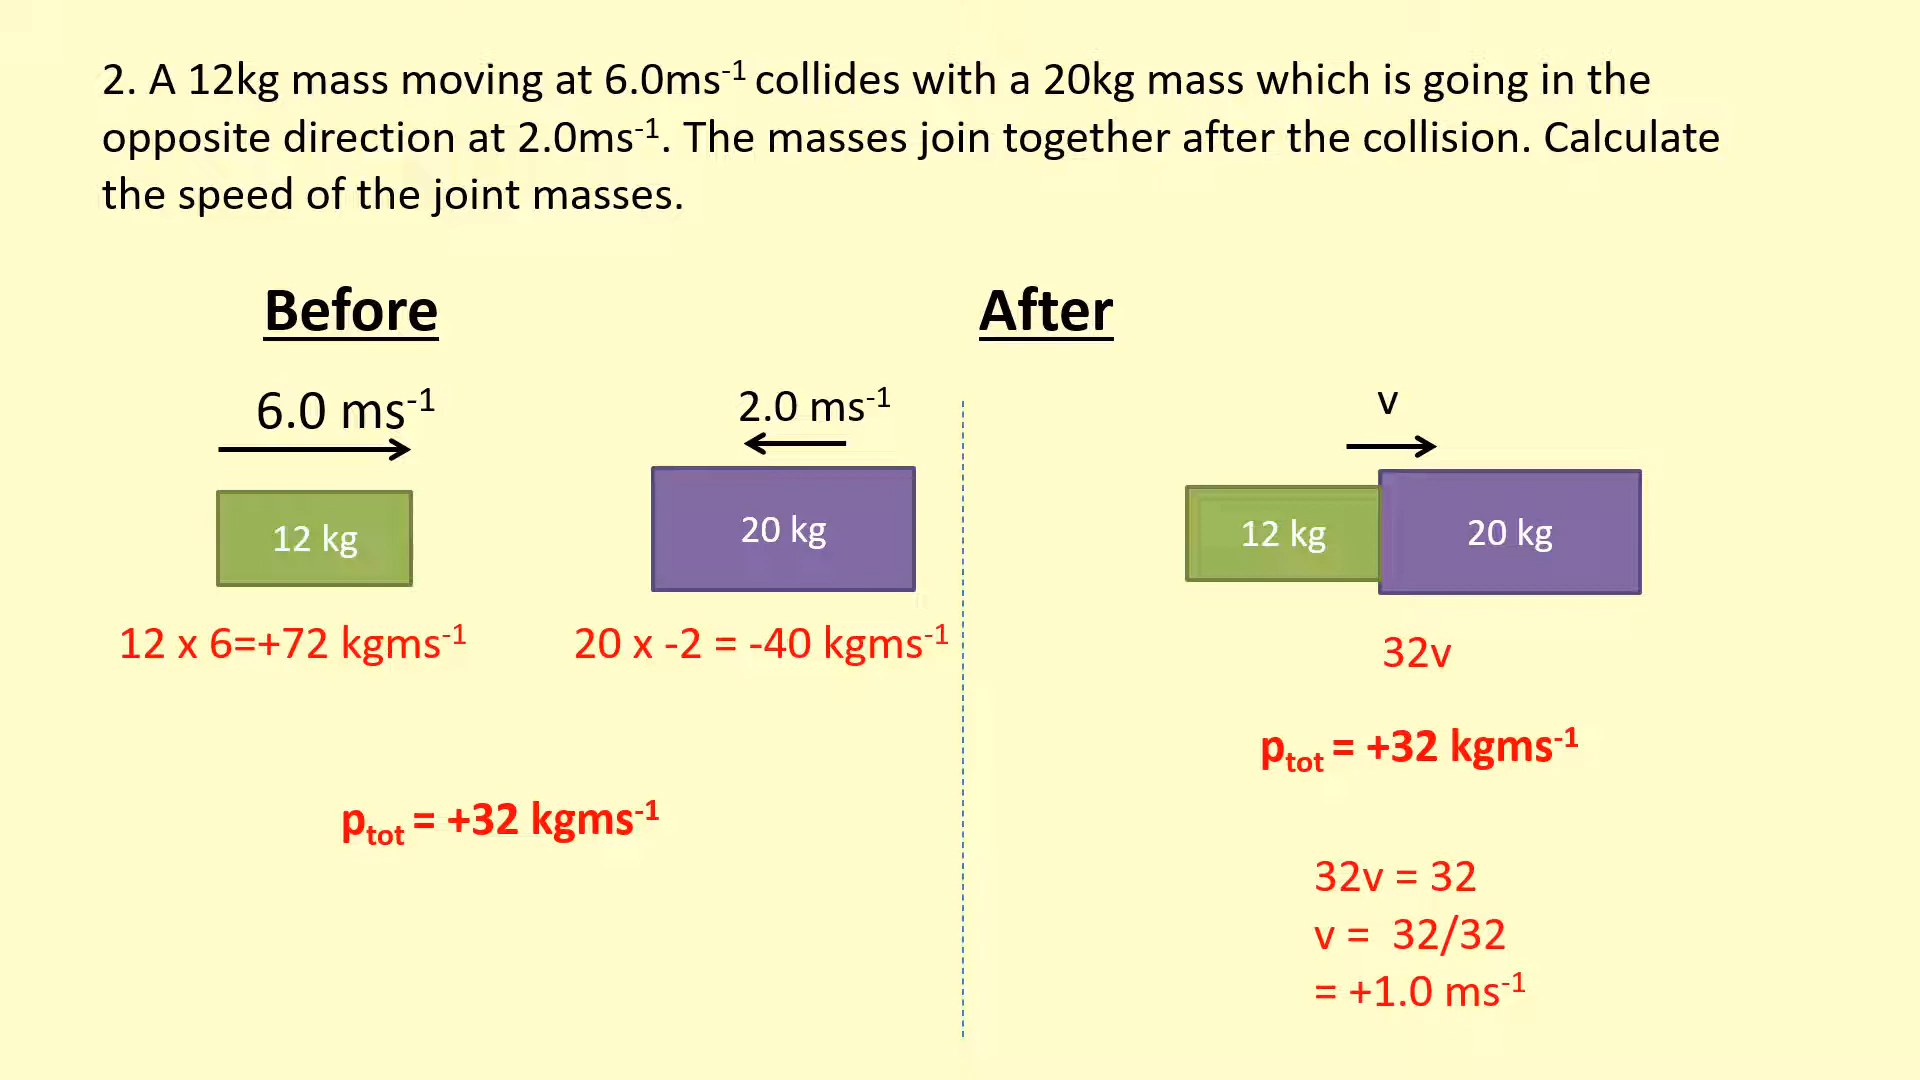 2. A 12kg mass moving at 6.0ms⁻¹ collides with a 20kg mass which is going in the
opposite direction at 2.0ms⁻¹. The masses join together after the collision. Calculate
the speed of the joint masses.
Before
6.0 ms⁻¹
2.0 ms⁻¹
12 kg
20 kg
12 x 6=+72 kgms⁻¹
20 x -2 = -40 kgms⁻¹
pₜₒₜ = +32 kgms⁻¹
After
v
12 kg
20 kg
32v
pₜₒₜ = +32 kgms⁻¹
32v = 32
v = 32/32
= +1.0 ms⁻¹